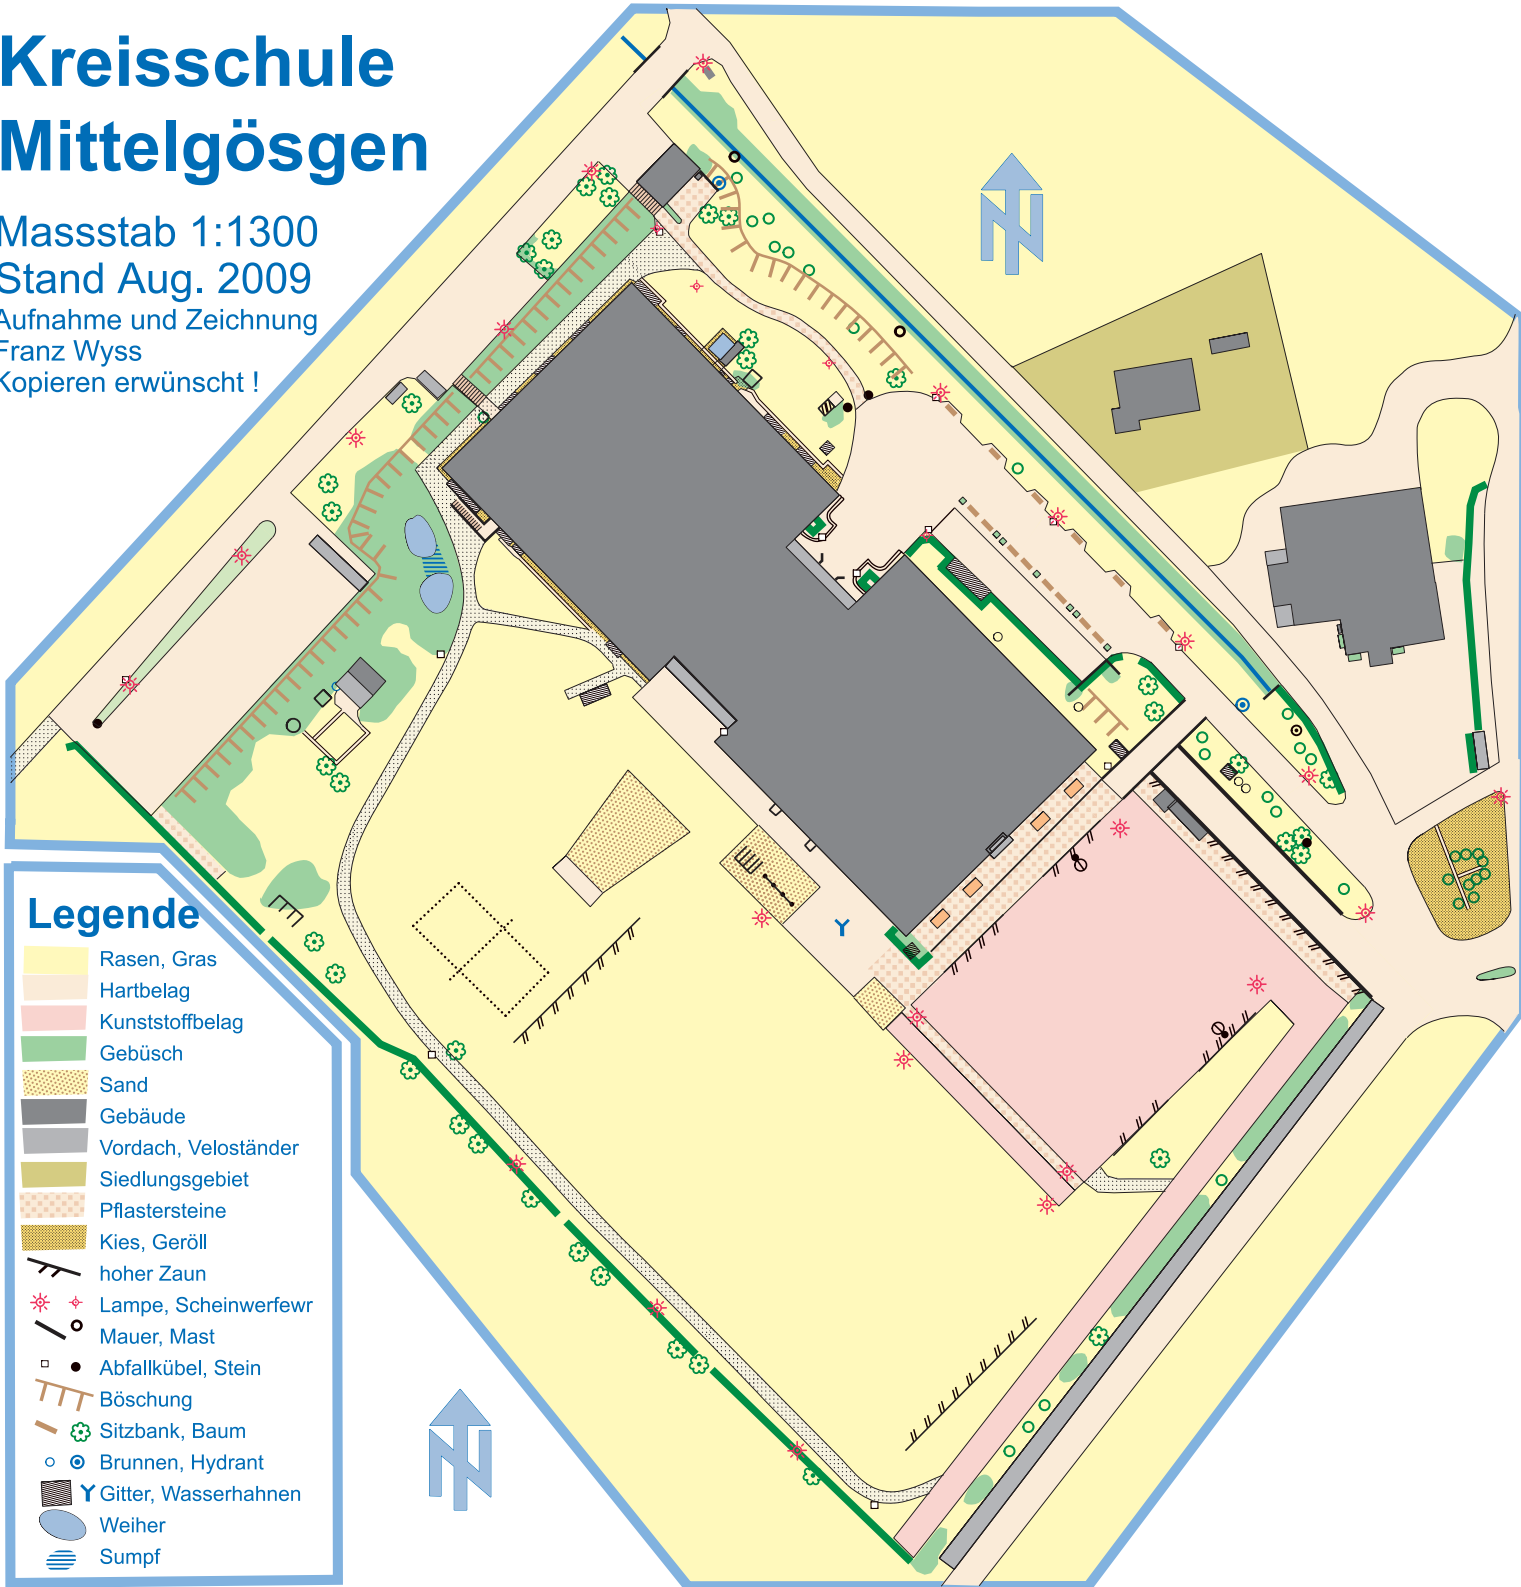 Kreisschule
Mittelgösgen
Massstab 1:1300
Stand Aug. 2009
Aufnahme und Zeichnung
Franz Wyss
Kopieren erwünscht !
Legende
Rasen, Gras
Hartbelag
Kunststoffbelag
Gebüsch
Sand
Gebäude
Vordach, Veloständer
Siedlungsgebiet
Pflastersteine
Kies, Geröll
hoher Zaun
Lampe, Scheinwerfewr
Mauer, Mast
Abfallkübel, Stein
Böschung
Sitzbank, Baum
Brunnen, Hydrant
Gitter, Wasserhahnen
Weiher
Sumpf